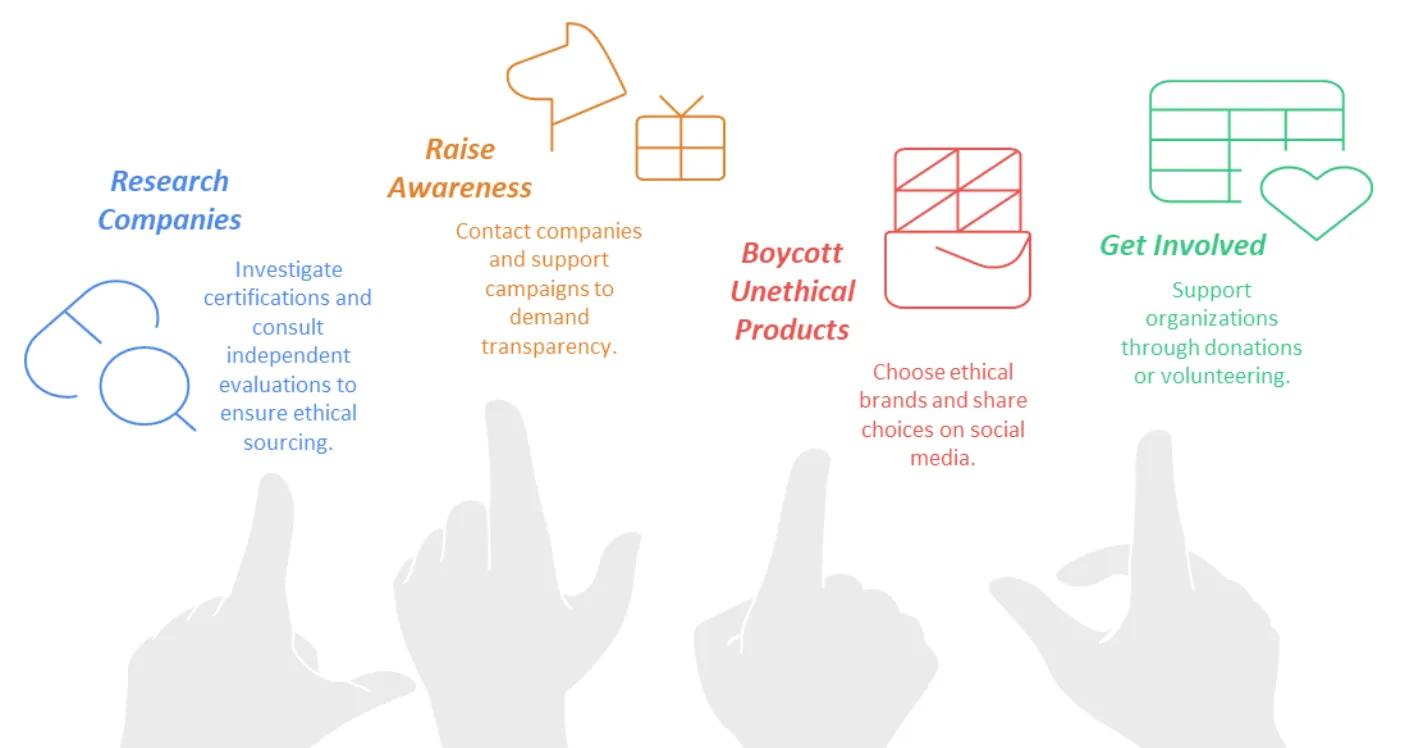 Research
Companies
Investigate
certifications and
consult
independent
evaluations to
ensure ethical
sourcing.
Raise
Awareness
Contact companies
and support
campaigns to
demand
transparency.
Boycott
Unethical
Products
Choose ethical
brands and share
choices on social
media.
Get Involved
Support
organizations
through donations
or volunteering.